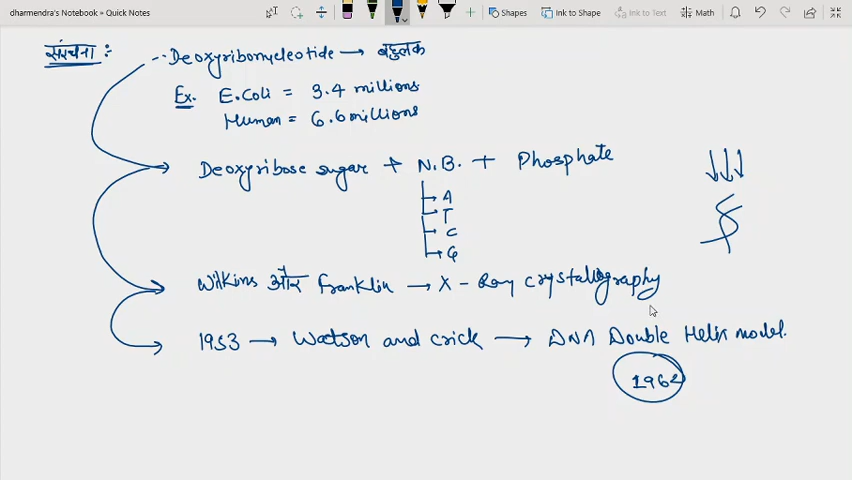 dharmendra's Notebook » Quick Notes
Shapes Ink to Shape Ink to Text Math
संरचना :
Deoxyribonucleotide → बहुलक
Ex. E.Coli = 3.4 millions
Human = 6.6 millions
Deoxyribose sugar + N.B. + Phosphate
A
T
C
G
Wilkins और Franklin → X-Ray crystallography
1953 → Watson and crick → DNA Double Helix model.
1962